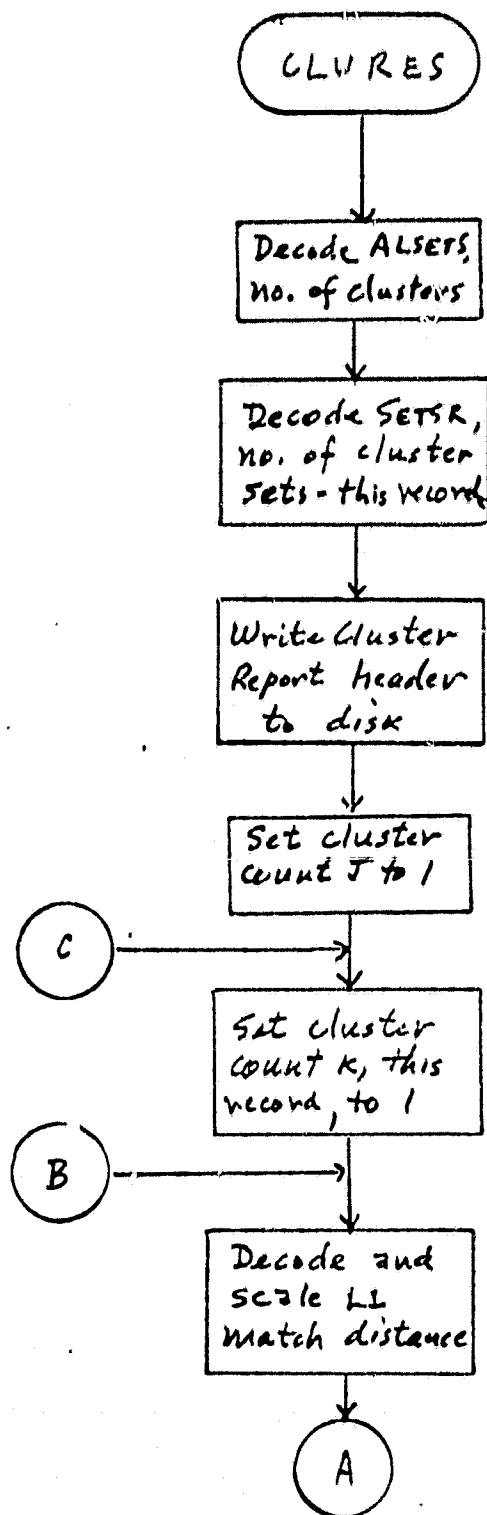 CLURES
Decode ALSETS,
no. of clusters
Decode SETSR,
no. of cluster
sets - this record
Write Cluster
Report header
to disk
Set cluster
count J to 1
C
Set cluster
count K, this
record, to 1
B
Decode and
scale L1
match distance
A